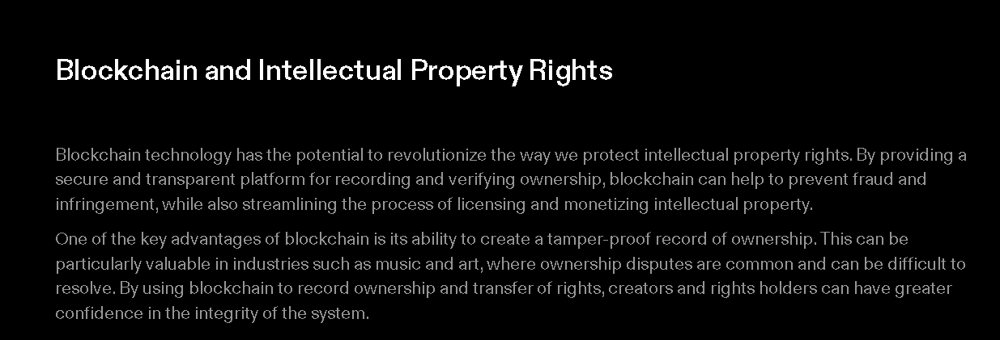 Blockchain and Intellectual Property Rights
Blockchain technology has the potential to revolutionize the way we protect intellectual property rights. By providing a
secure and transparent platform for recording and verifying ownership, blockchain can help to prevent fraud and
infringement, while also streamlining the process of licensing and monetizing intellectual property.
One of the key advantages of blockchain is its ability to create a tamper-proof record of ownership. This can be
particularly valuable in industries such as music and art, where ownership disputes are common and can be difficult to
resolve. By using blockchain to record ownership and transfer of rights, creators and rights holders can have greater
confidence in the integrity of the system.